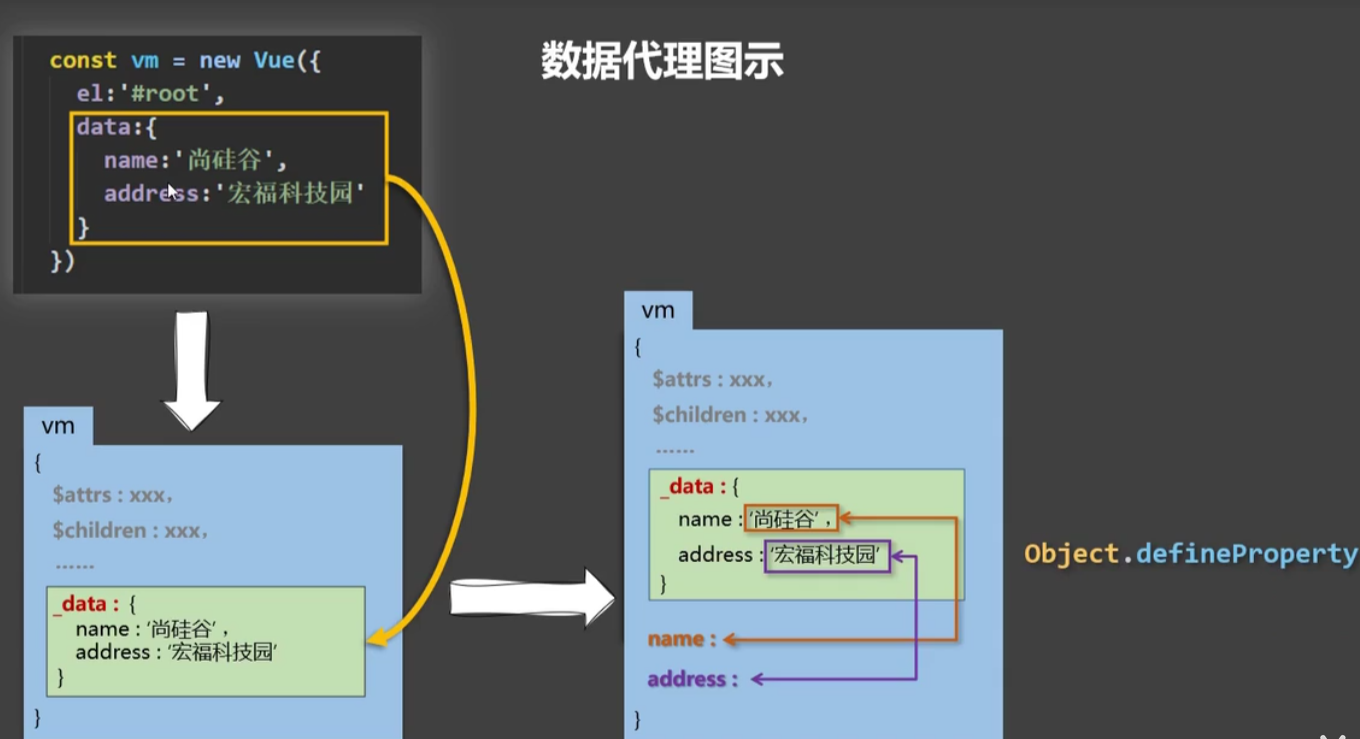 数据代理图示
const vm = new Vue({
el:'#root',
data:{
name:'尚硅谷',
address:'宏福科技园'
}
})
vm
{
$attrs : xxx,
$children : xxx,
......
_data : {
name : '尚硅谷' ,
address : '宏福科技园'
}
}
vm
{
$attrs : xxx,
$children : xxx,
......
_data : {
name : '尚硅谷' ,
address : '宏福科技园'
}
name :
address :
}
Object.defineProperty